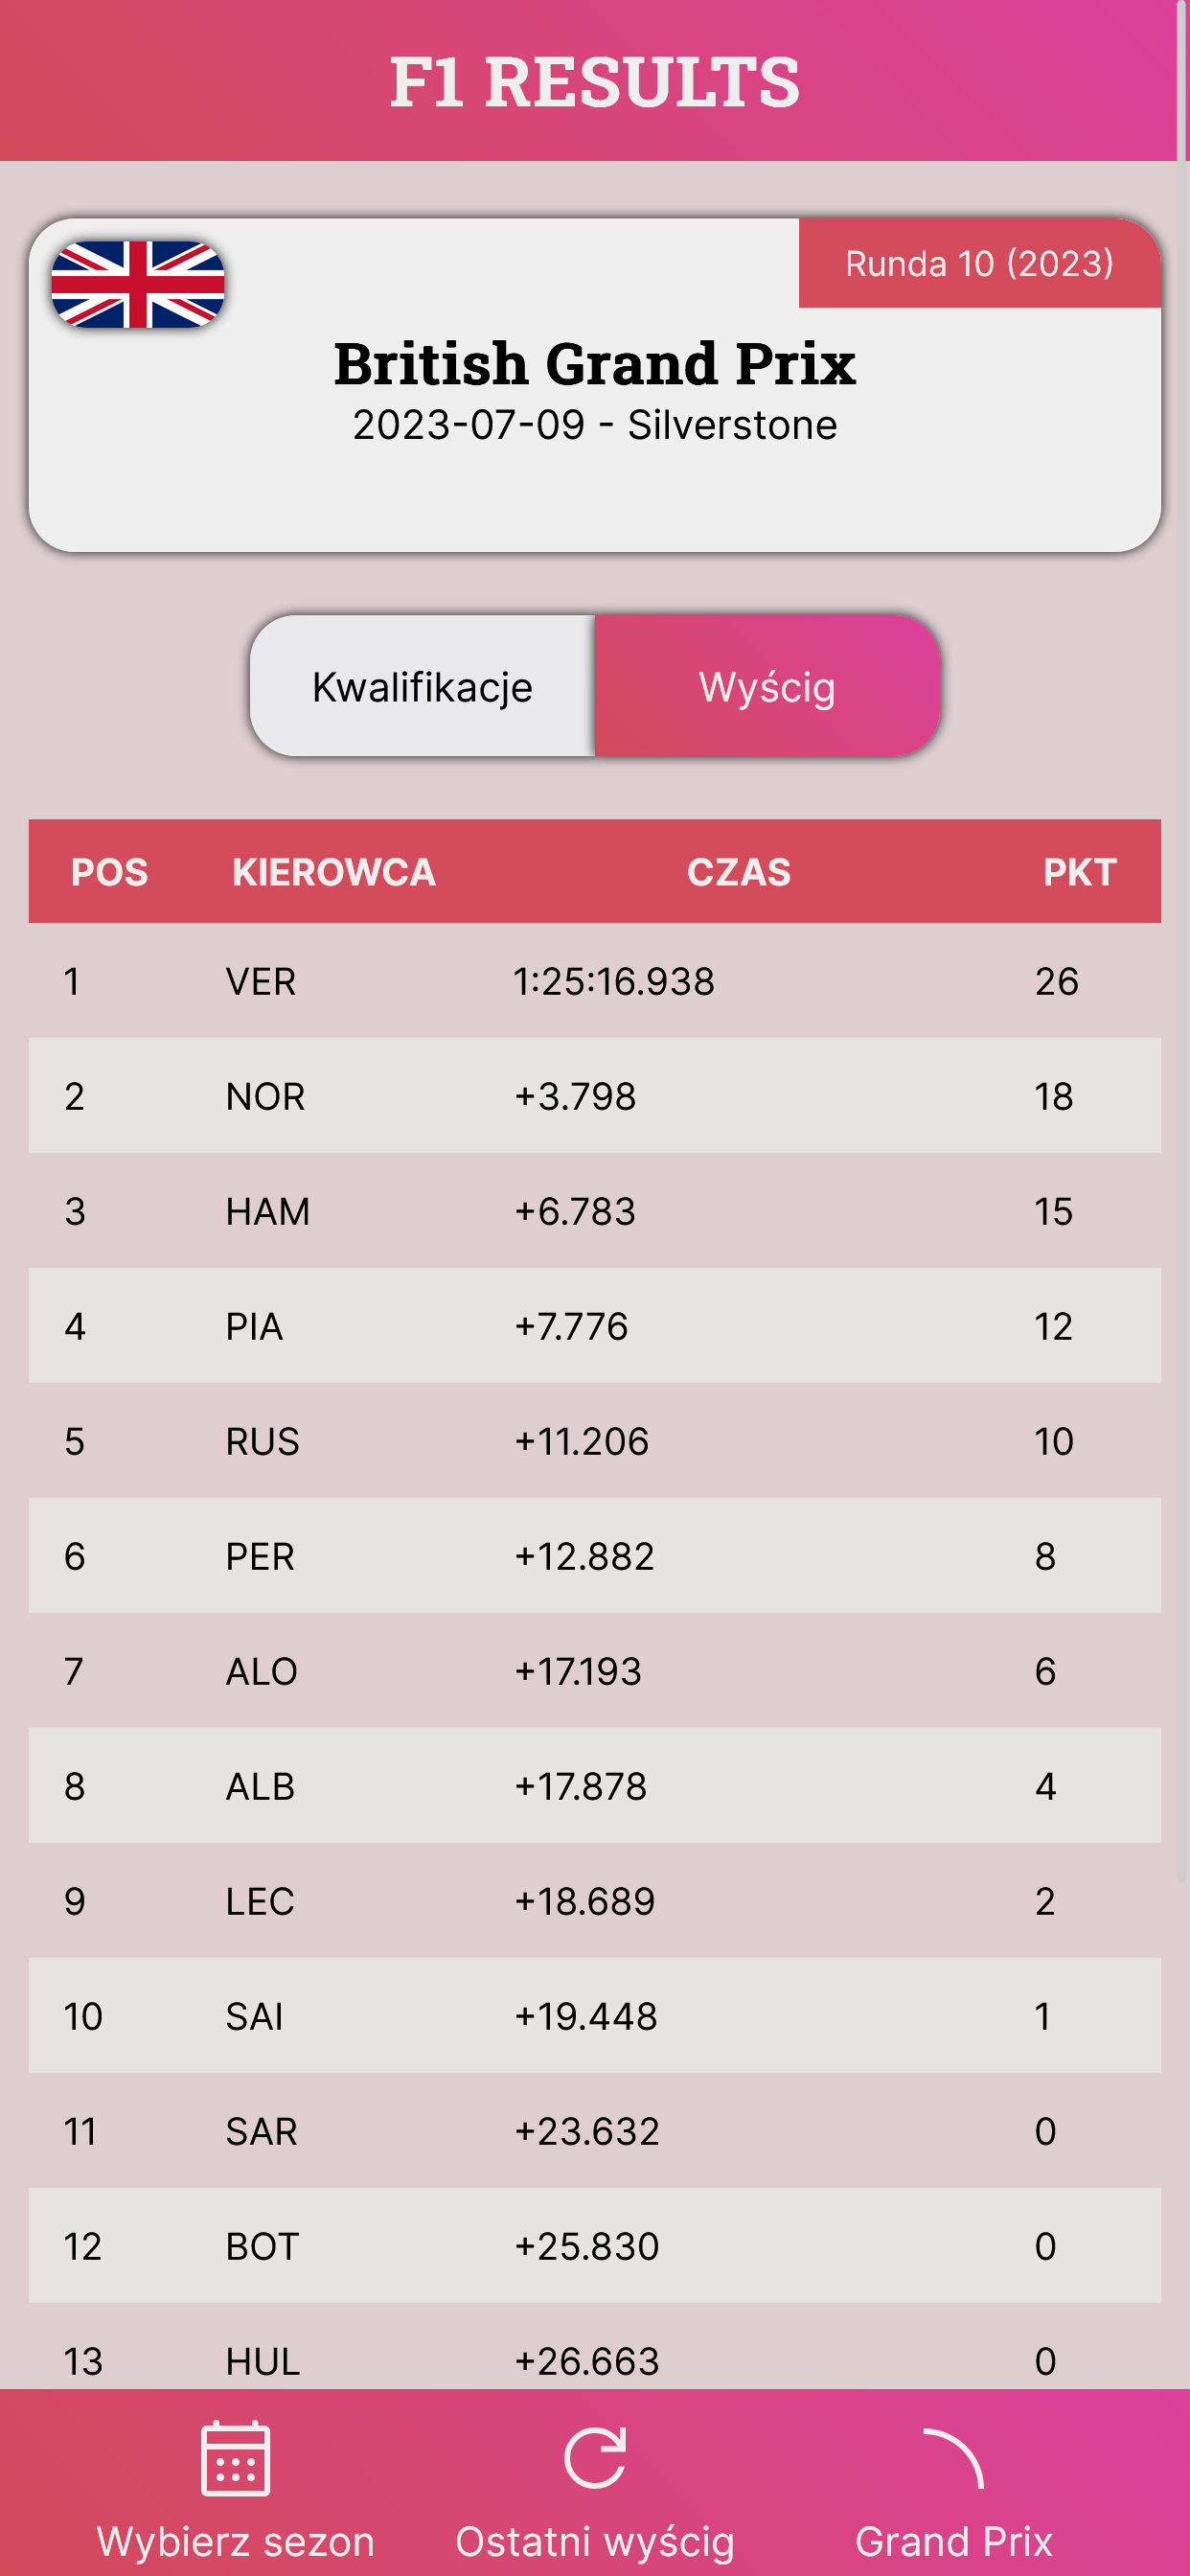 F1 RESULTS
Runda 10 (2023)
British Grand Prix
2023-07-09 - Silverstone
Kwalifikacje Wyścig
POS KIEROWCA CZAS PKT
1 VER 1:25:16.938 26
2 NOR +3.798 18
3 HAM +6.783 15
4 PIA +7.776 12
5 RUS +11.206 10
6 PER +12.882 8
7 ALO +17.193 6
8 ALB +17.878 4
9 LEC +18.689 2
10 SAI +19.448 1
11 SAR +23.632 0
12 BOT +25.830 0
13 HUL +26.663 0
Wybierz sezon Ostatni wyścig Grand Prix